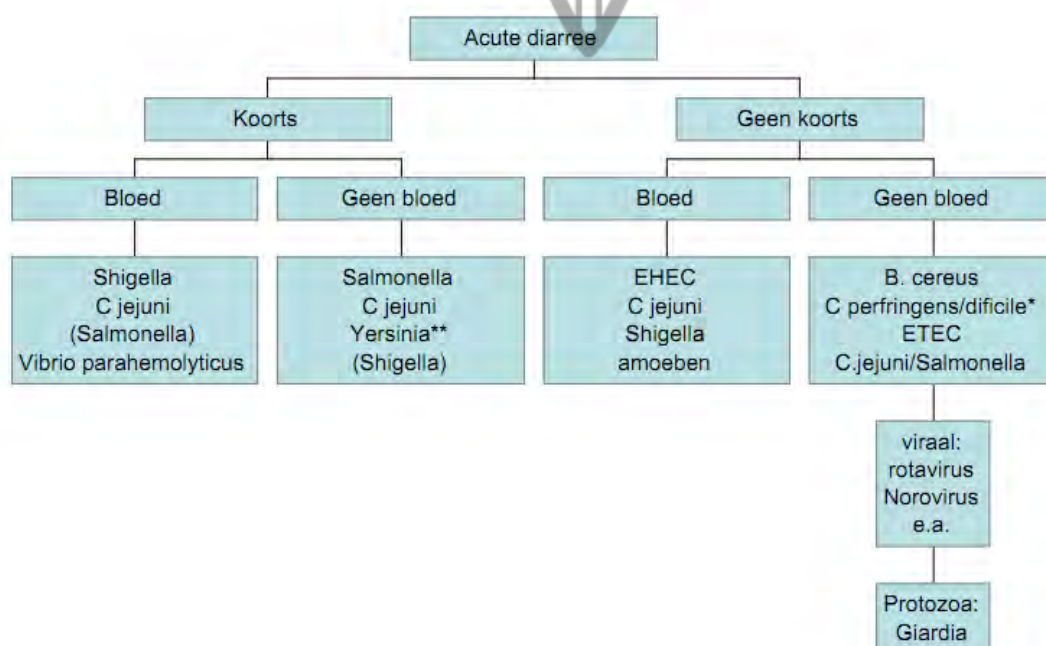 Acute diarree
Koorts
Geen koorts
Bloed
Geen bloed
Bloed
Geen bloed
Shigella
C jejuni
(Salmonella)
Vibrio parahemolyticus
Salmonella
C jejuni
Yersinia**
(Shigella)
EHEC
C jejuni
Shigella
amoeben
B. cereus
C perfringens/dificile*
ETEC
C.jejuni/Salmonella
viraal:
rotavirus
Norovirus
e.a.
Protozoa:
Giardia